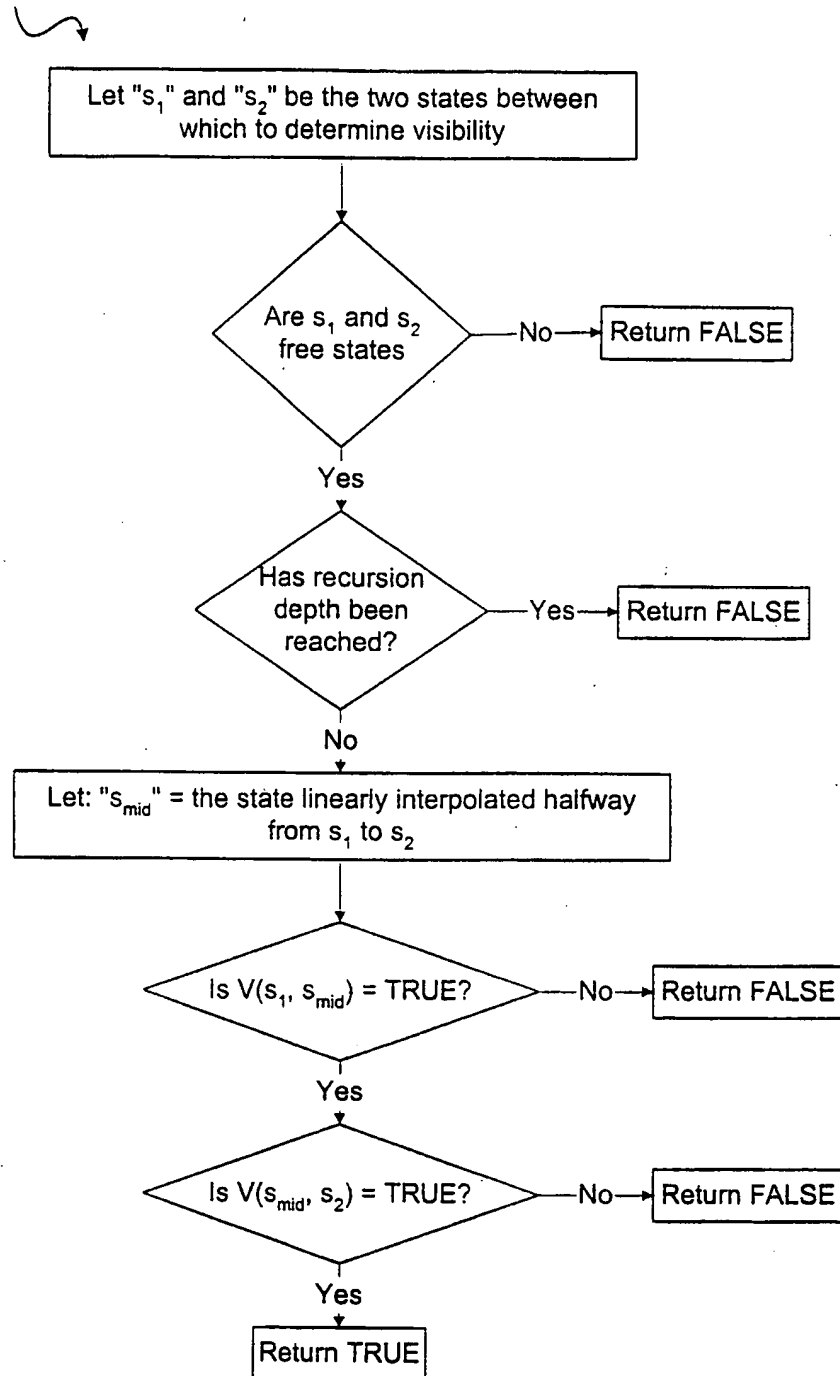 Let "s₁" and "s₂" be the two states between
which to determine visibility
Are s₁ and s₂
free states
No
Return FALSE
Yes
Has recursion
depth been
reached?
Yes
Return FALSE
No
Let: "s_mid" = the state linearly interpolated halfway
from s₁ to s₂
Is V(s₁, s_mid) = TRUE?
No
Return FALSE
Yes
Is V(s_mid, s₂) = TRUE?
No
Return FALSE
Yes
Return TRUE